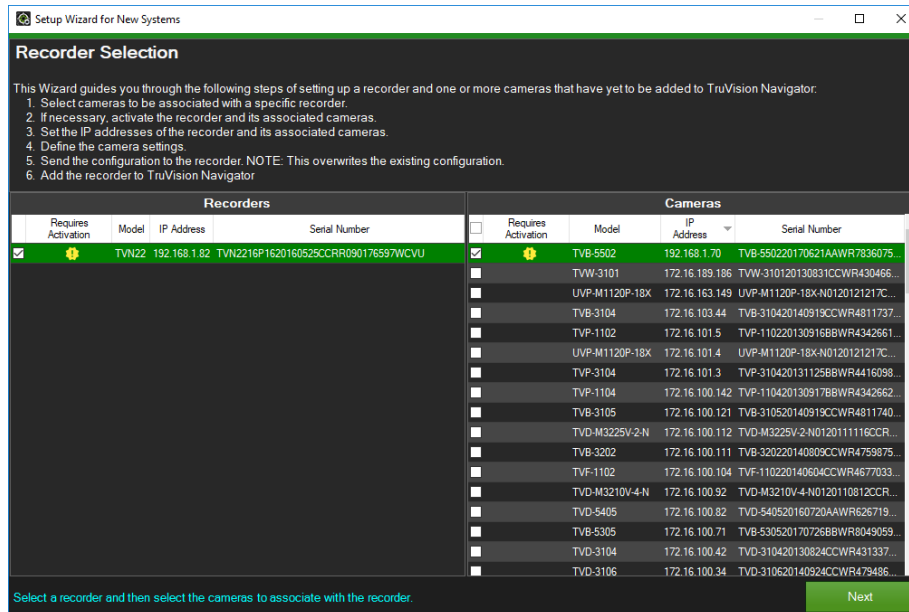 Setup Wizard for New Systems
Recorder Selection
This Wizard guides you through the following steps of setting up a recorder and one or more cameras that have yet to be added to TruVision Navigator:
1. Select cameras to be associated with a specific recorder.
2. If necessary, activate the recorder and its associated cameras.
3. Set the IP addresses of the recorder and its associated cameras.
4. Define the camera settings.
5. Send the configuration to the recorder. NOTE: This overwrites the existing configuration.
6. Add the recorder to TruVision Navigator
Recorders
Requires Activation Model IP Address Serial Number
TVN22 192.168.1.82 TVN2216P1620160525CCRR090176597WCVU
Cameras
Requires Activation Model IP Address Serial Number
TVB-5502 192.168.1.70 TVB-550220170621AAWR7836075...
TVW-3101 172.16.189.186 TVW-310120130831CCWR430466...
UVP-M1120P-18X 172.16.163.149 UVP-M1120P-18X-N0120121217C...
TVB-3104 172.16.103.44 TVB-310420140919CCWR4811737...
TVP-1102 172.16.101.5 TVP-110220130916BBWR4342661...
UVP-M1120P-18X 172.16.101.4 UVP-M1120P-18X-N0120121217C...
TVP-3104 172.16.101.3 TVP-310420131125BBWR4416098...
TVP-1104 172.16.100.142 TVP-110420130917BBWR4342662...
TVB-3105 172.16.100.121 TVB-310520140919CCWR4811740...
TVD-M3225V-2-N 172.16.100.112 TVD-M3225V-2-N0120111116CCR...
TVB-3202 172.16.100.111 TVB-320220140809CCWR4759875...
TVF-1102 172.16.100.104 TVF-110220140604CCWR4677033...
TVD-M3210V-4-N 172.16.100.92 TVD-M3210V-4-N0120110812CCR...
TVD-5405 172.16.100.82 TVD-540520160720AAWR626719...
TVB-5305 172.16.100.71 TVB-530520170726BBWR8049059...
TVD-3104 172.16.100.42 TVD-310420130824CCWR431337...
TVD-3106 172.16.100.34 TVD-310620140924CCWR479486...
Select a recorder and then select the cameras to associate with the recorder.
Next